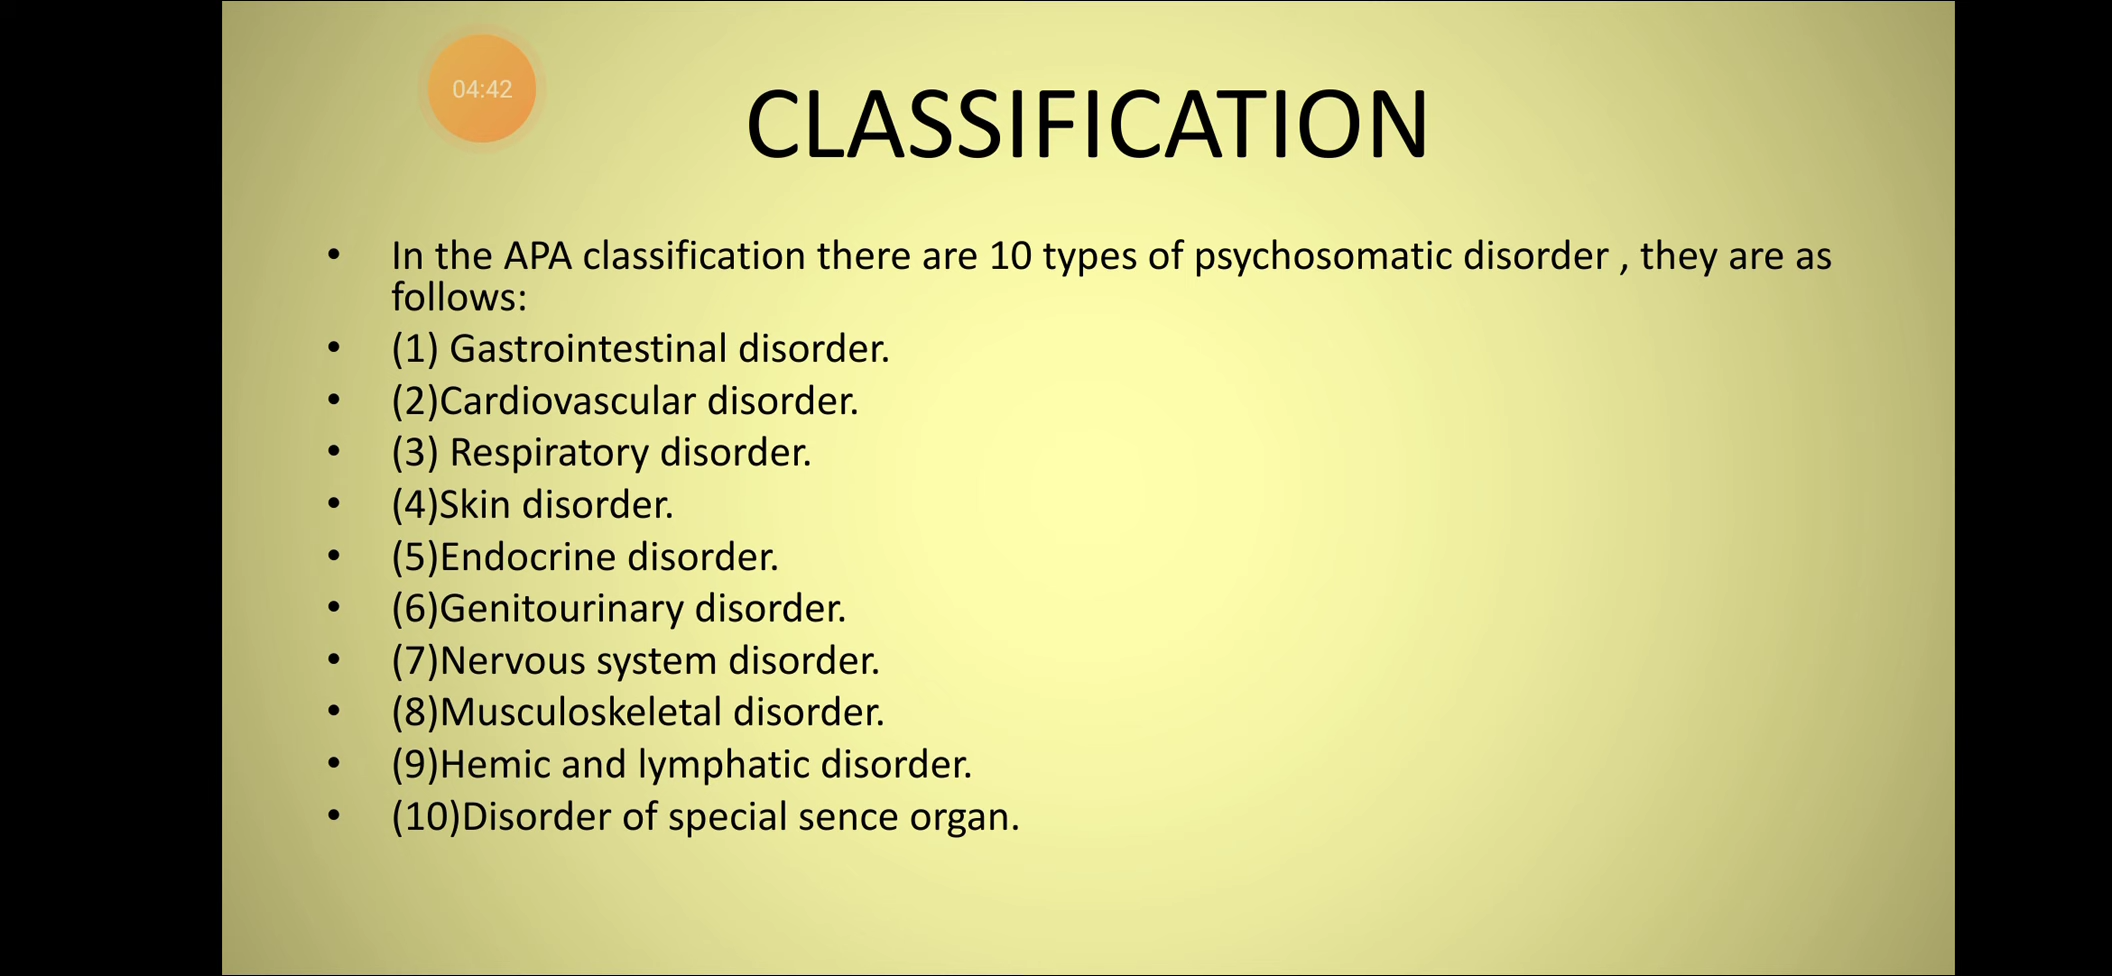 04:42
CLASSIFICATION
• In the APA classification there are 10 types of psychosomatic disorder , they are as
follows:
• (1) Gastrointestinal disorder.
• (2)Cardiovascular disorder.
• (3) Respiratory disorder.
• (4)Skin disorder.
• (5)Endocrine disorder.
• (6)Genitourinary disorder.
• (7)Nervous system disorder.
• (8)Musculoskeletal disorder.
• (9)Hemic and lymphatic disorder.
• (10)Disorder of special sence organ.